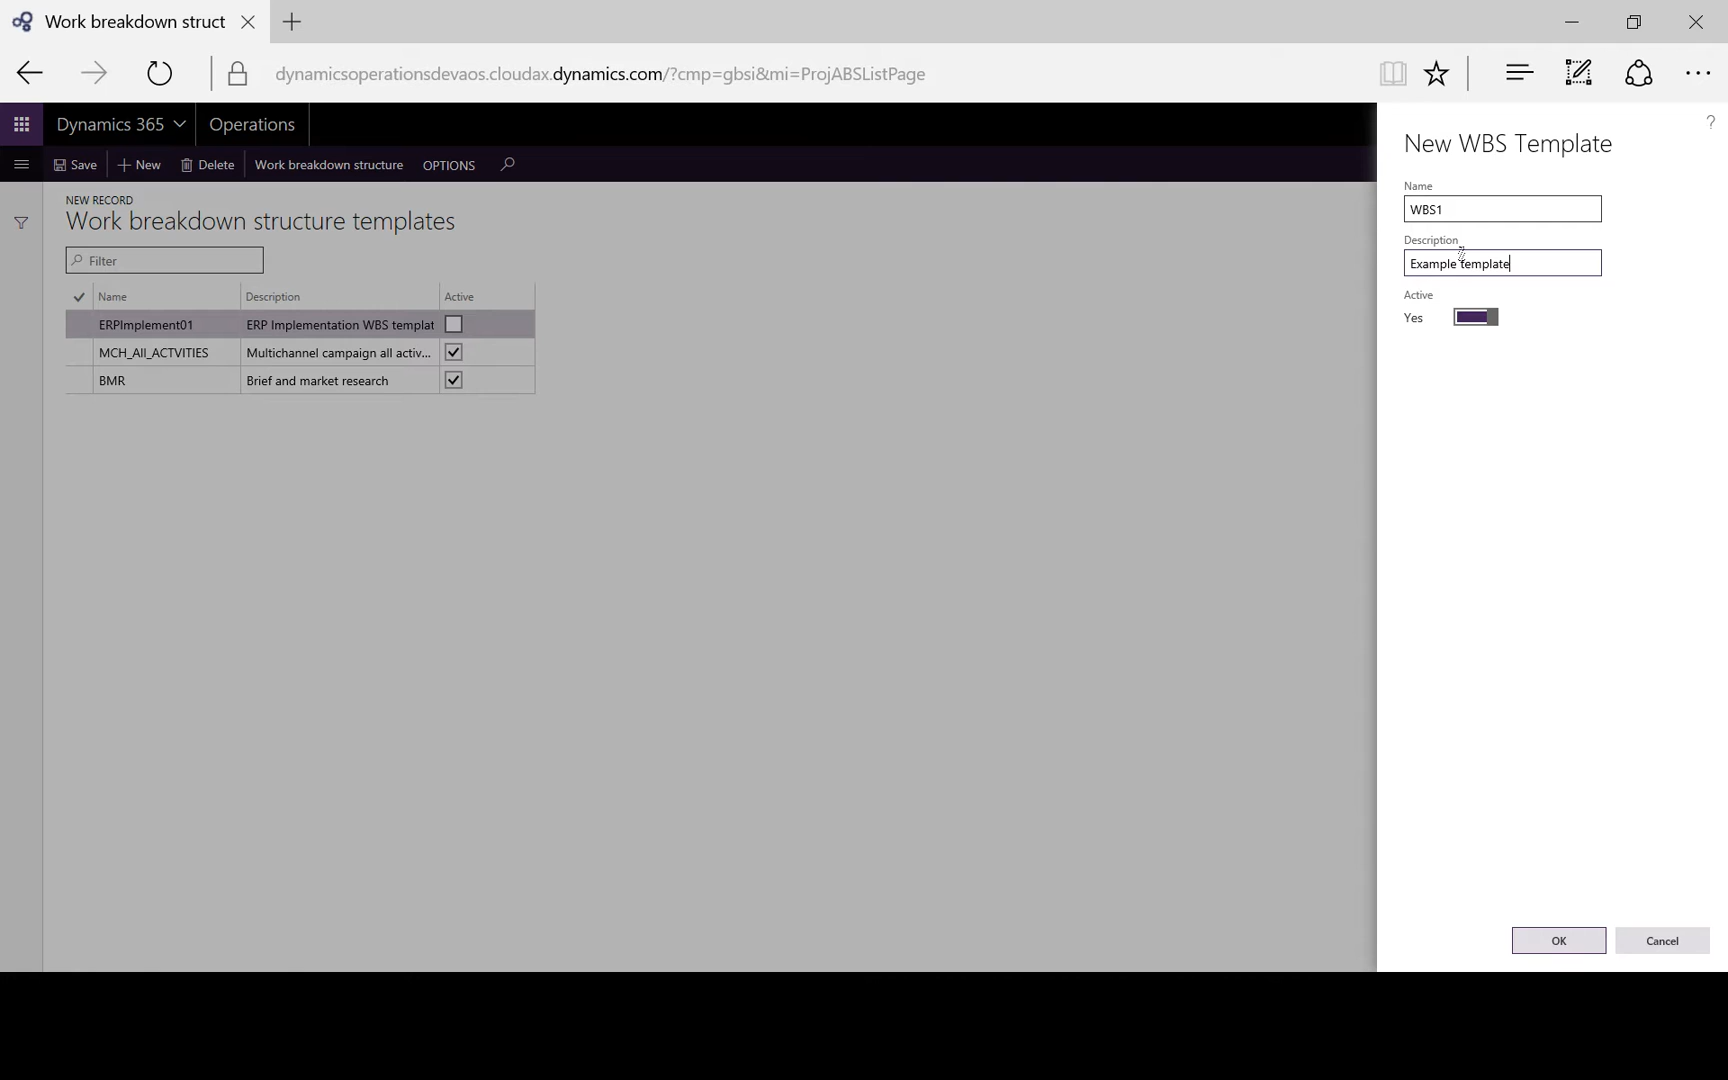 Work breakdown struct
dynamicsoperationsdevaos.cloudax.dynamics.com/?cmp=gbsi&mi=ProjABSListPage
Dynamics 365 Operations
?
Save New Delete Work breakdown structure OPTIONS
New WBS Template
NEW RECORD
Work breakdown structure templates
Filter
Name Description Active
ERPImplement01 ERP Implementation WBS templat
MCH_All_ACTVITIES Multichannel campaign all activ...
BMR Brief and market research
Name
WBS1
Description
Example template
Active
Yes
OK Cancel